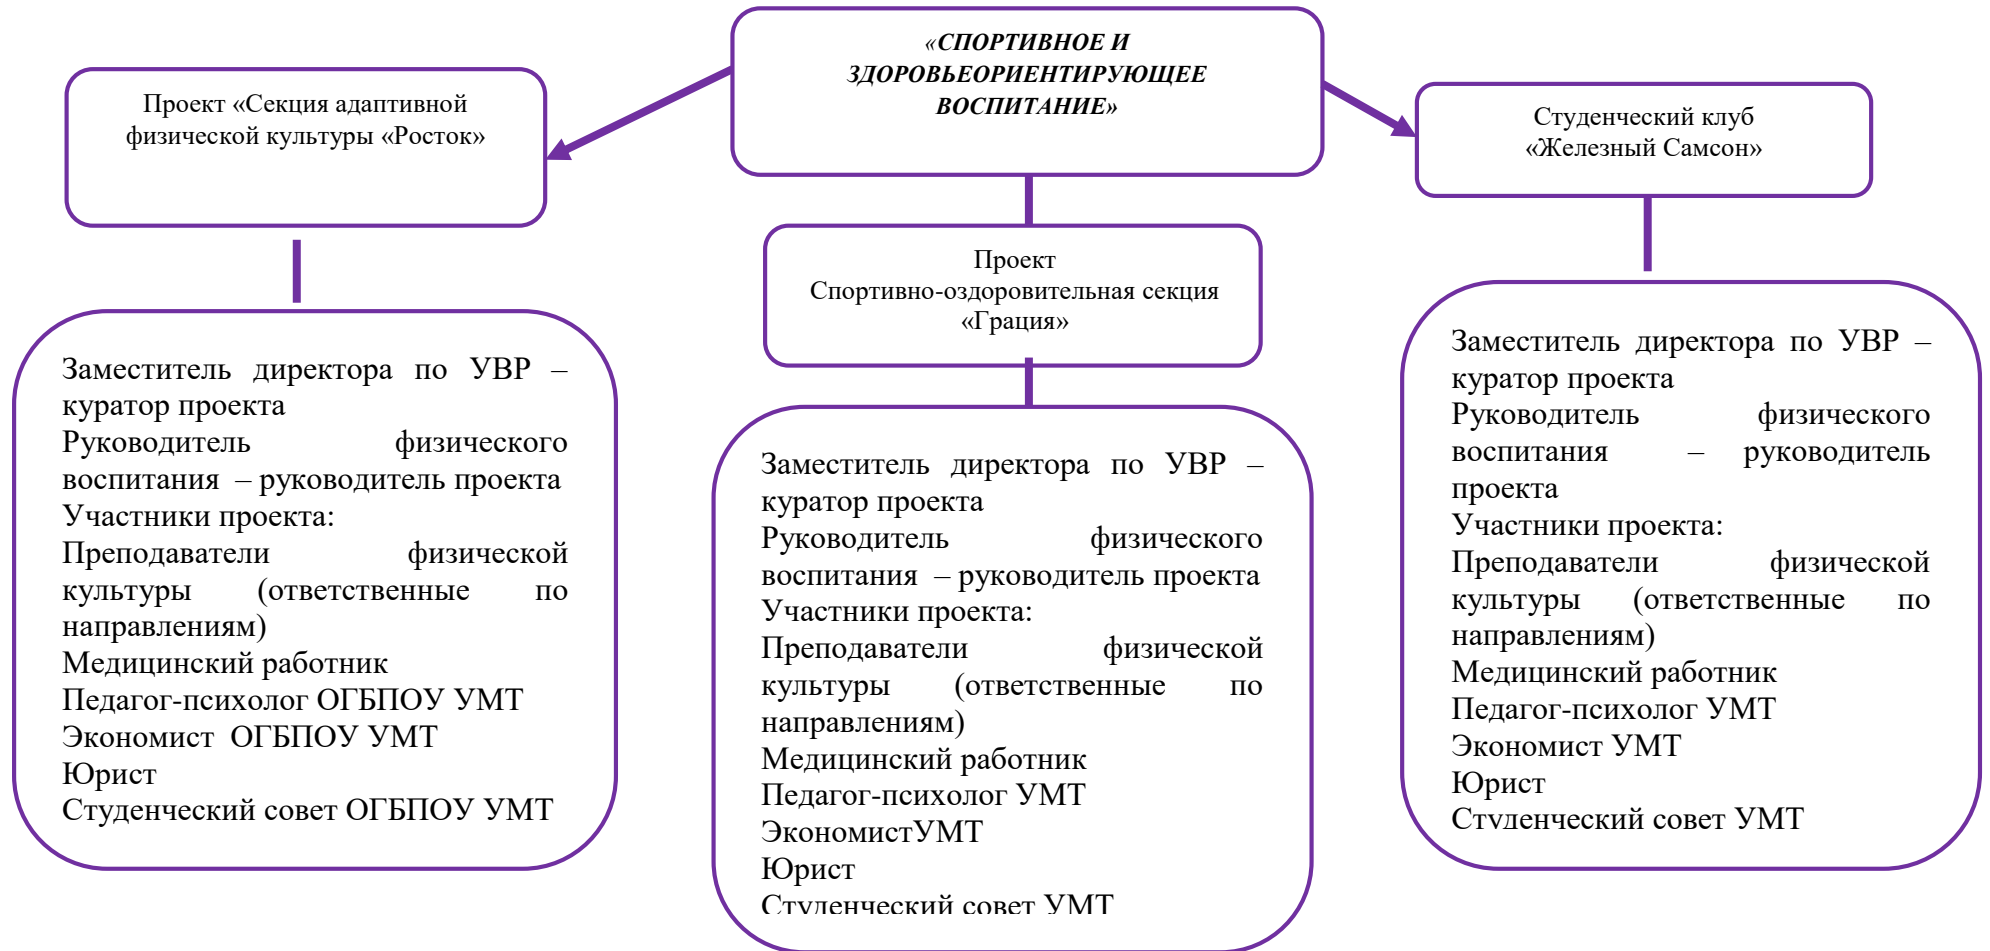 «СПОРТИВНОЕ И
ЗДОРОВЬЕОРИЕНТИРУЮЩЕЕ
ВОСПИТАНИЕ»
Проект «Секция адаптивной
физической культуры «Росток»
Студенческий клуб
«Железный Самсон»
Проект
Спортивно-оздоровительная секция
«Грация»
Заместитель директора по УВР –
куратор проекта
Руководитель физического
воспитания – руководитель проекта
Участники проекта:
Преподаватели физической
культуры (ответственные по
направлениям)
Медицинский работник
Педагог-психолог ОГБПОУ УМТ
Экономист ОГБПОУ УМТ
Юрист
Студенческий совет ОГБПОУ УМТ
Заместитель директора по УВР –
куратор проекта
Руководитель физического
воспитания – руководитель проекта
Участники проекта:
Преподаватели физической
культуры (ответственные по
направлениям)
Медицинский работник
Педагог-психолог УМТ
ЭкономистУМТ
Юрист
Студенческий совет УМТ
Заместитель директора по УВР –
куратор проекта
Руководитель физического
воспитания – руководитель
проекта
Участники проекта:
Преподаватели физической
культуры (ответственные по
направлениям)
Медицинский работник
Педагог-психолог УМТ
Экономист УМТ
Юрист
Студенческий совет УМТ